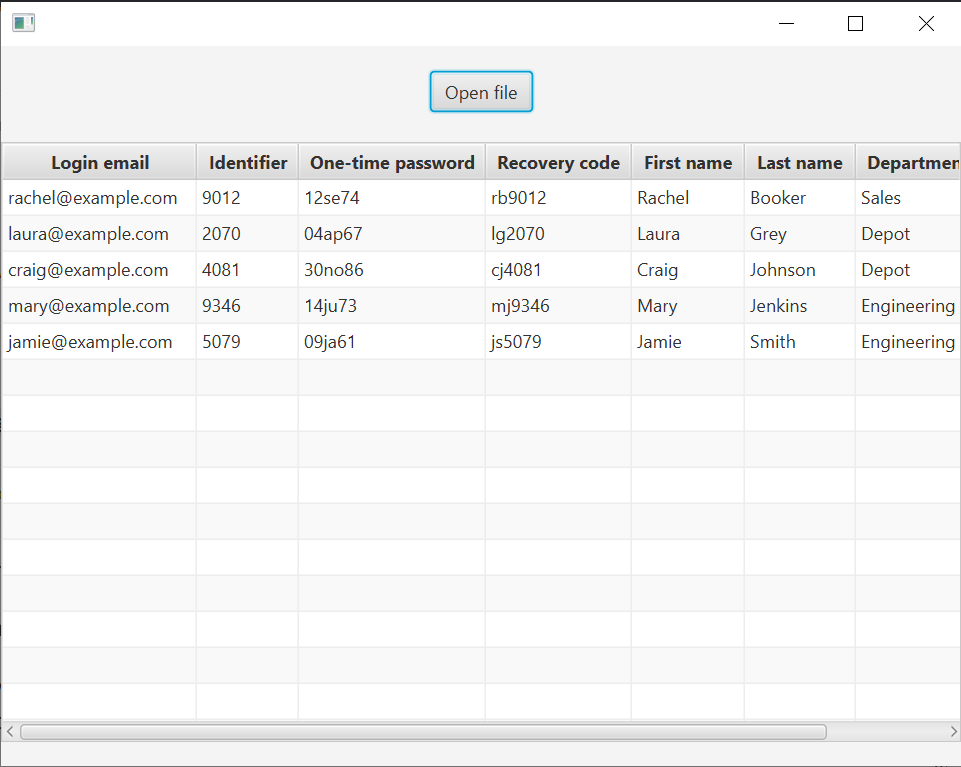 Open file
Login email Identifier One-time password Recovery code First name Last name Departmen
rachel@example.com 9012 12se74 rb9012 Rachel Booker Sales
laura@example.com 2070 04ap67 lg2070 Laura Grey Depot
craig@example.com 4081 30no86 cj4081 Craig Johnson Depot
mary@example.com 9346 14ju73 mj9346 Mary Jenkins Engineering
jamie@example.com 5079 09ja61 js5079 Jamie Smith Engineering